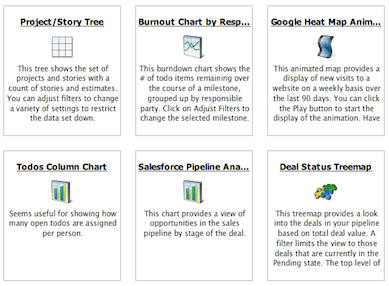 Project/Story Tree
This tree shows the set of
projects and stories with a
count of stories and estimates.
You can adjust filters to change
a variety of settings to restrict
the data set down.
Burnout Chart by Resp...
This burndown chart shows the
# of todo items remaining over
the course of a milestone,
grouped up by responsible
party. Click on Adjust Filters to
change the selected milestone.
Google Heat Map Anim...
This animated map provides a
display of new visits to a
website on a weekly basis over
the last 90 days. You can click
the Play button to start the
display of the animation. Have
Todos Column Chart
Seems useful for showing how
many open todos are assigned
per person.
Salesforce Pipeline Ana...
This chart provides a view of
opportunities in the sales
pipeline by stage of the deal.
Deal Status Treemap
This treemap provides a look
into the deals in your pipeline
based on total deal value. A
filter limits the view to those
deals that are currently in the
Pending state. The top level of